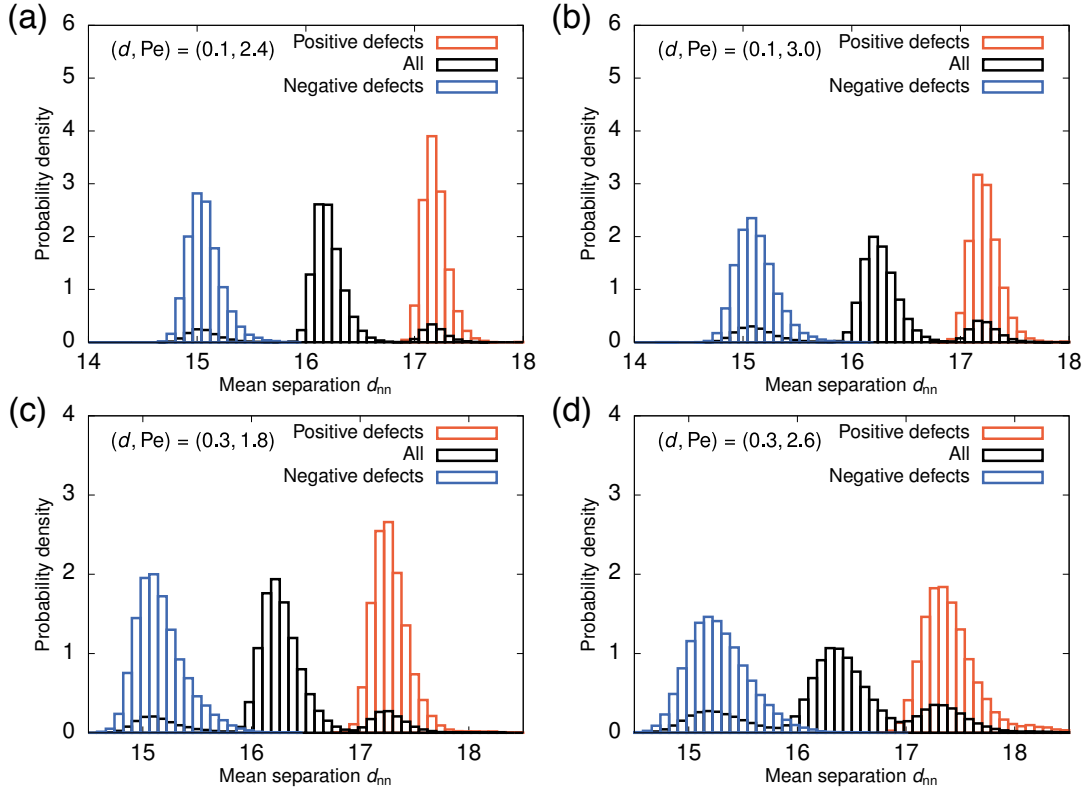 (a)
(d, Pe) = (0.1, 2.4)
Positive defects
All
Negative defects
Probability density
6
5
4
3
2
1
0
14 15 16 17 18
Mean separation dnn
(b)
(d, Pe) = (0.1, 3.0)
Positive defects
All
Negative defects
Probability density
6
5
4
3
2
1
0
14 15 16 17 18
Mean separation dnn
(c)
(d, Pe) = (0.3, 1.8)
Positive defects
All
Negative defects
Probability density
4
3
2
1
0
15 16 17 18
Mean separation dnn
(d)
(d, Pe) = (0.3, 2.6)
Positive defects
All
Negative defects
Probability density
4
3
2
1
0
15 16 17 18
Mean separation dnn